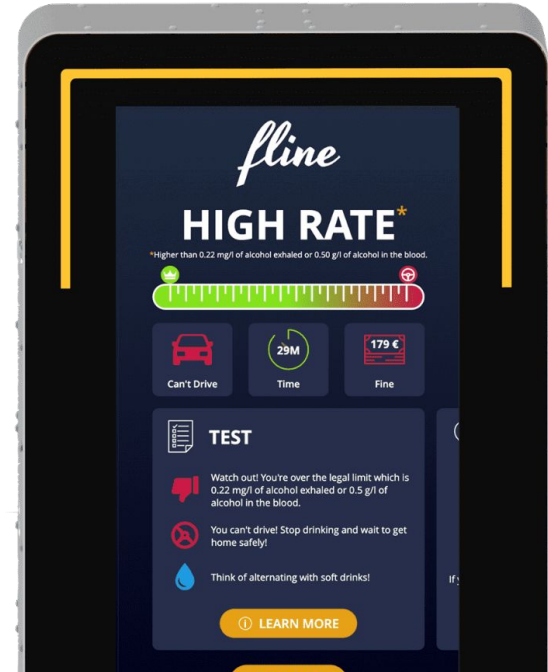 fline
HIGH RATE*
*Higher than 0.22 mg/l of alcohol exhaled or 0.50 g/l of alcohol in the blood.
29M
179 €
Can't Drive
Time
Fine
TEST
Watch out! You're over the legal limit which is
0.22 mg/l of alcohol exhaled or 0.5 g/l of
alcohol in the blood.
You can't drive! Stop drinking and wait to get
home safely!
Think of alternating with soft drinks!
If
LEARN MORE